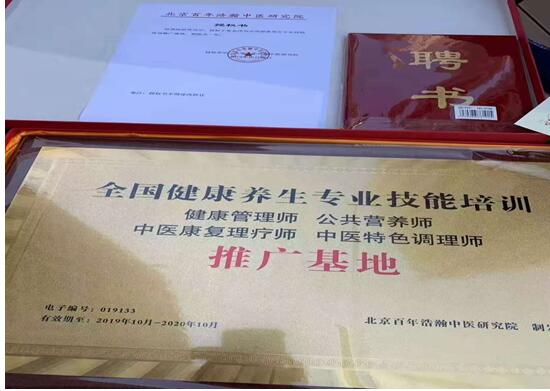 北京百年浩瀚中医研究院
授权书
聘书
全国健康养生专业技能培训
健康管理师 公共营养师
中医康复理疗师 中医特色调理师
推广基地
电子编号：019133
有效期至：2019年10月-2020年10月
北京百年浩瀚中医研究院 制